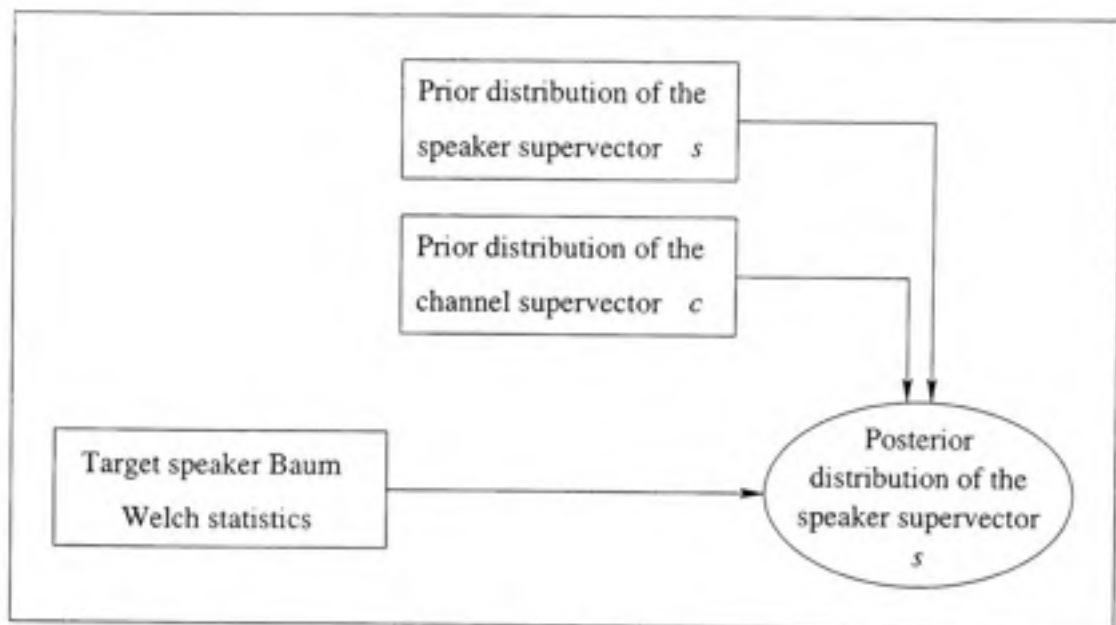 Prior distribution of the
speaker supervector s
Prior distribution of the
channel supervector c
Target speaker Baum
Welch statistics
Posterior
distribution of the
speaker supervector
s